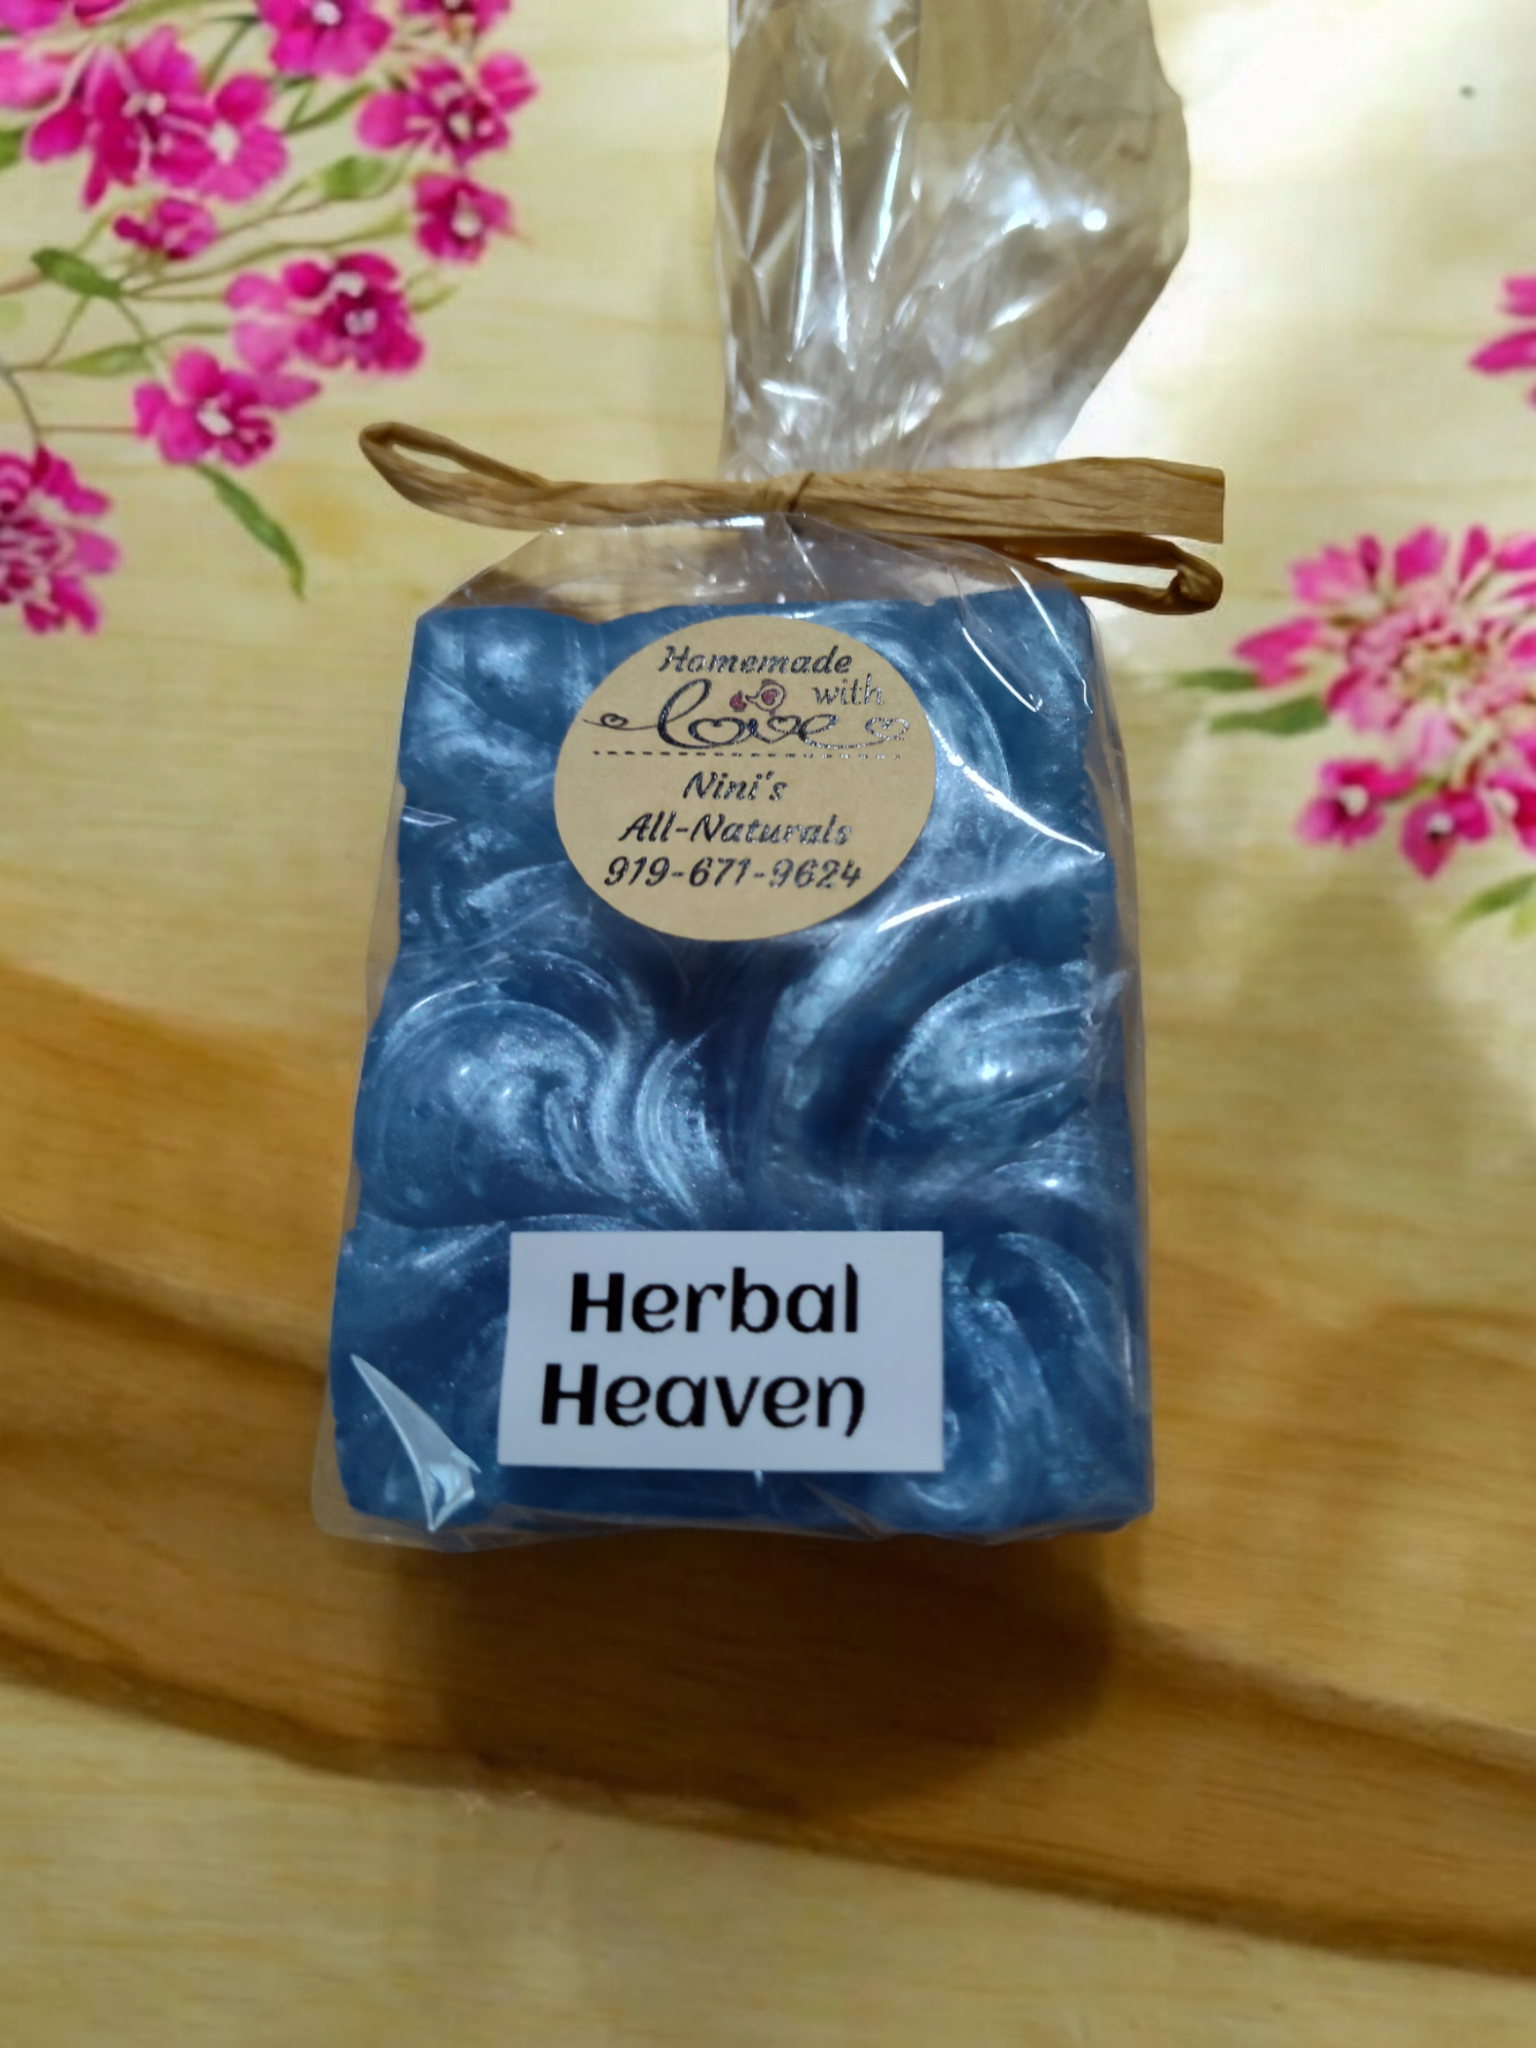 Homemade
with
love
Nini's
All-Naturals
919-671-9624
Herbal
Heaven